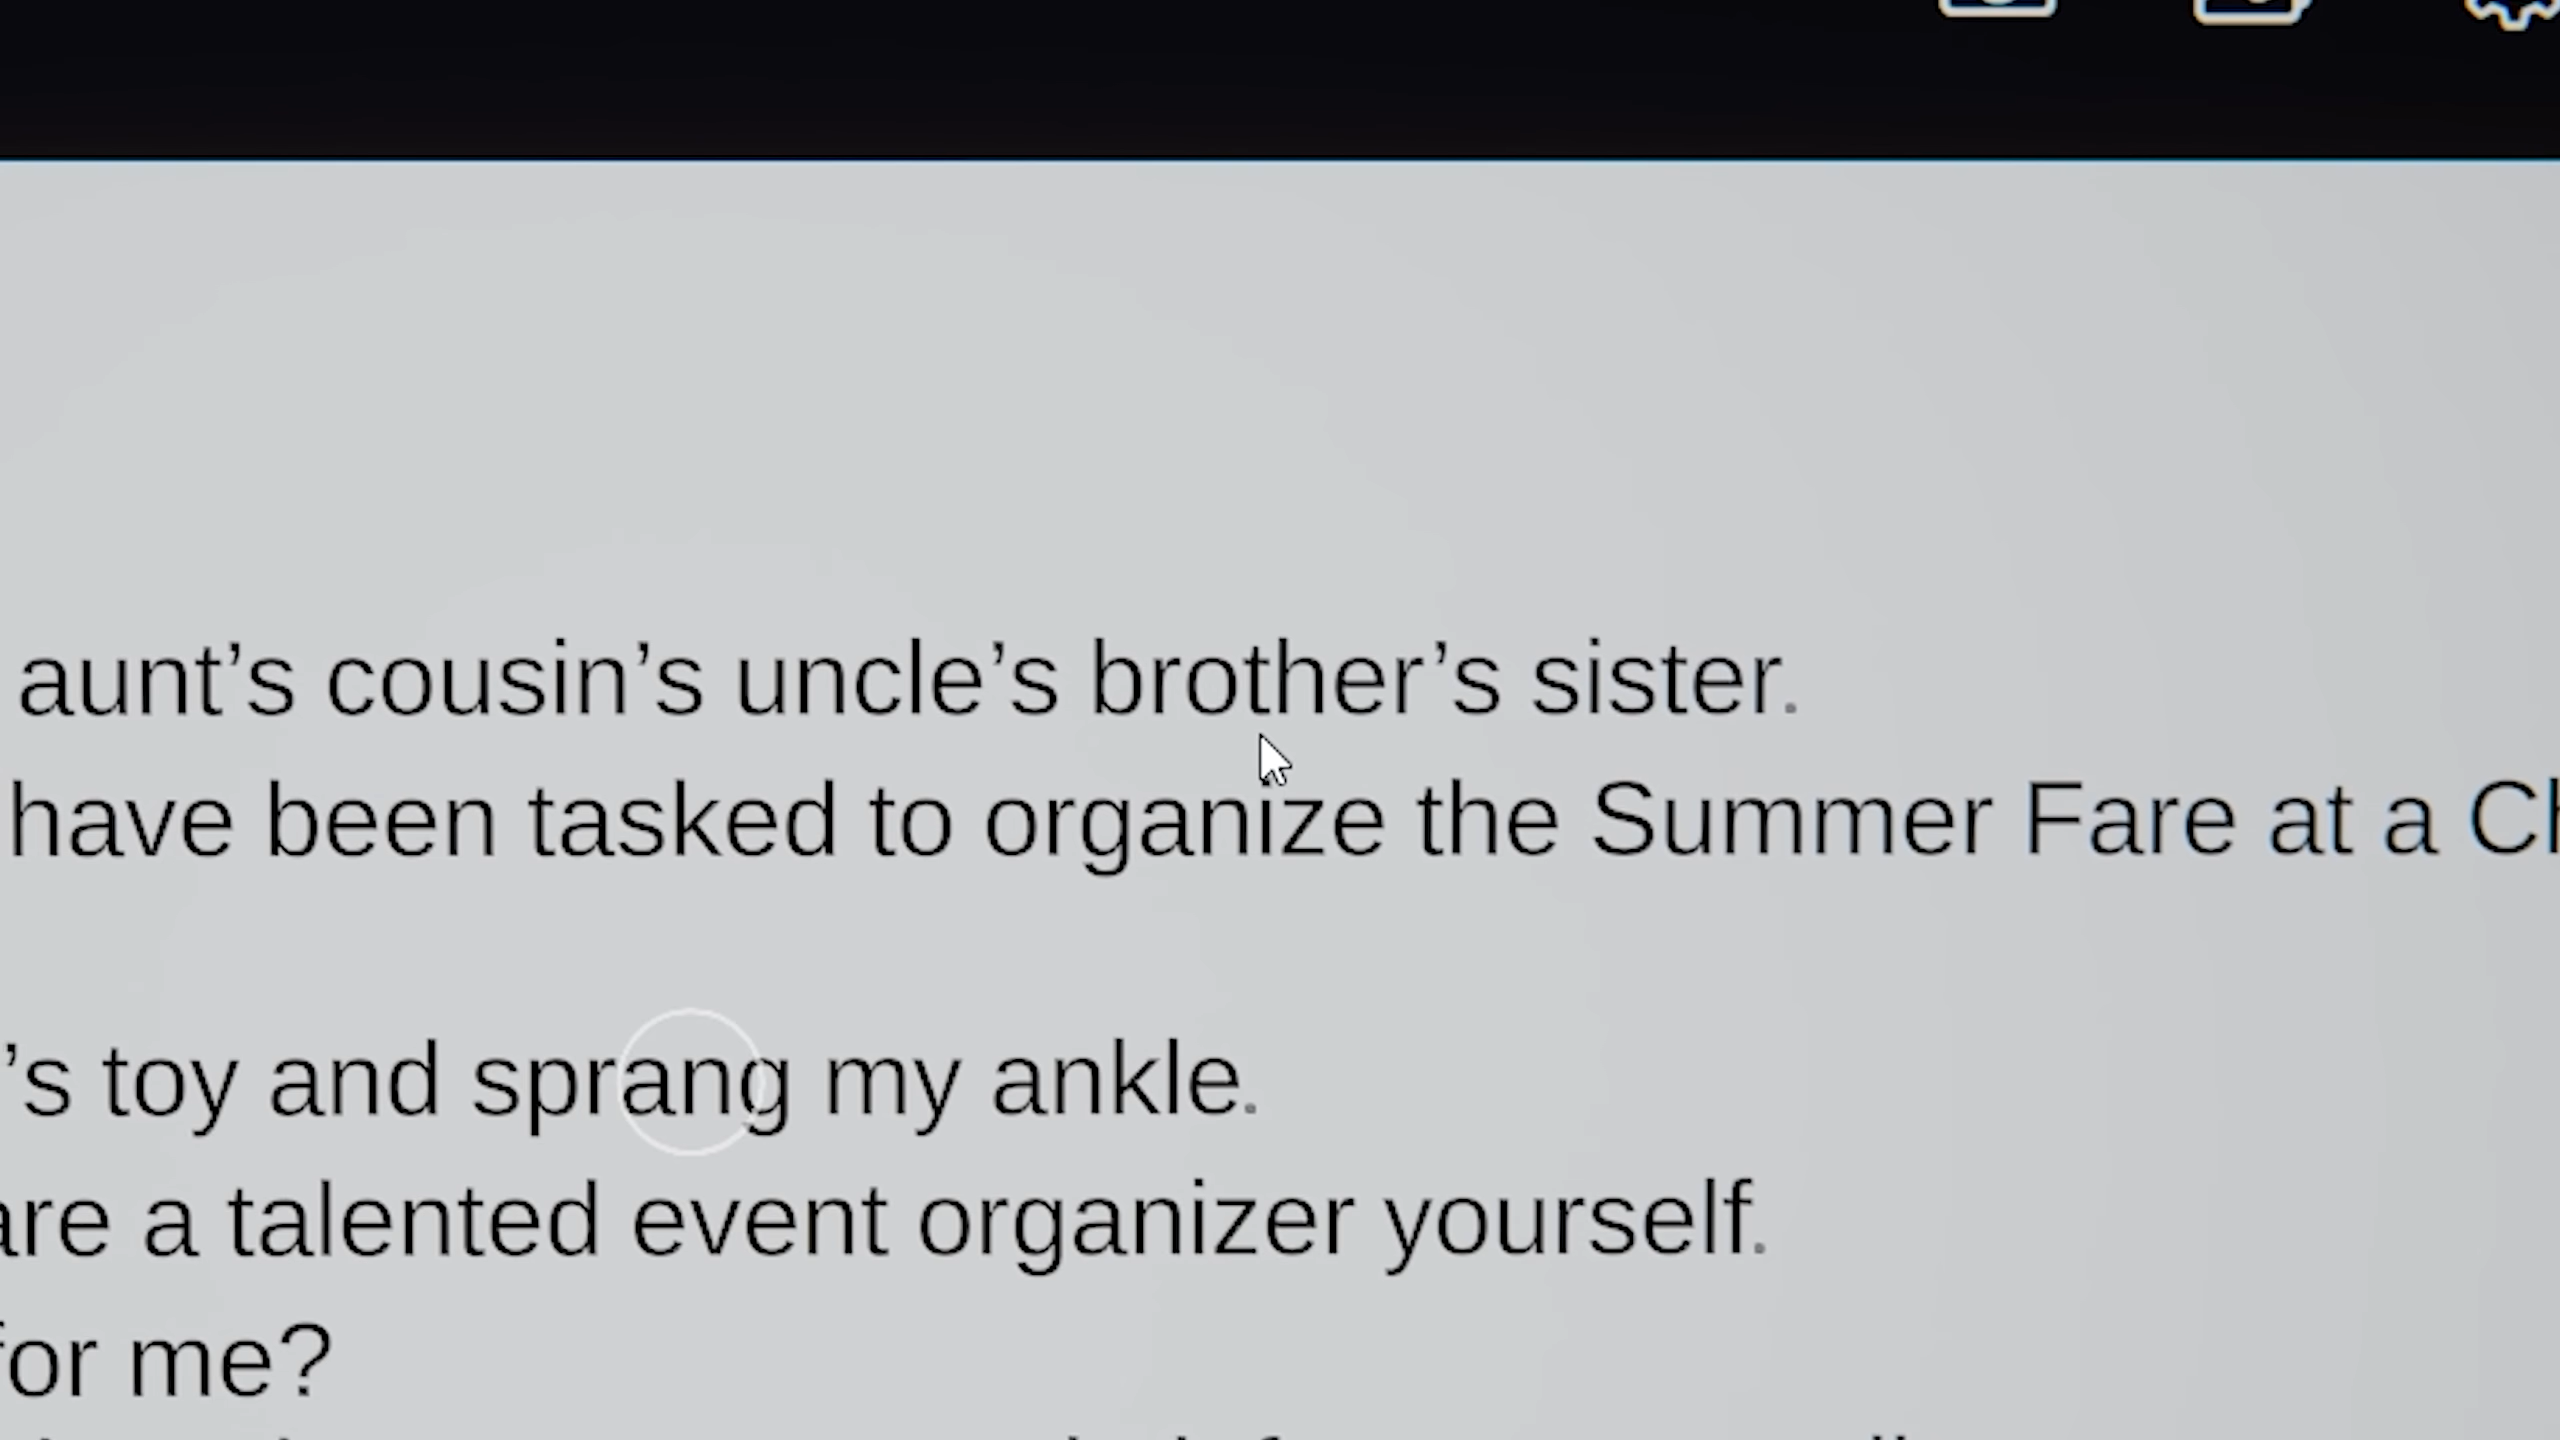 aunt’s cousin’s uncle’s brother’s sister.
have been tasked to organize the Summer Fare at a
’s toy and sprang my ankle.
are a talented event organizer yourself.
for me?